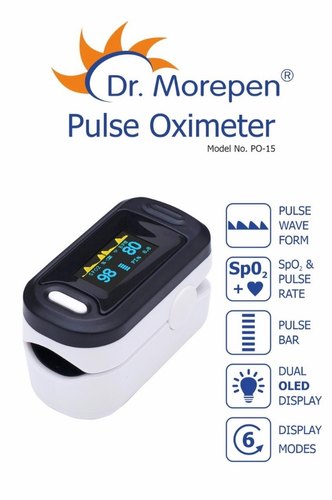 Dr. Morepen®
Pulse Oximeter
Model No. PO-15
PULSE
WAVE
FORM
SpO₂
+
SpO₂ &
PULSE
RATE
PULSE
BAR
DUAL
OLED
DISPLAY
6
DISPLAY
MODES
98
80